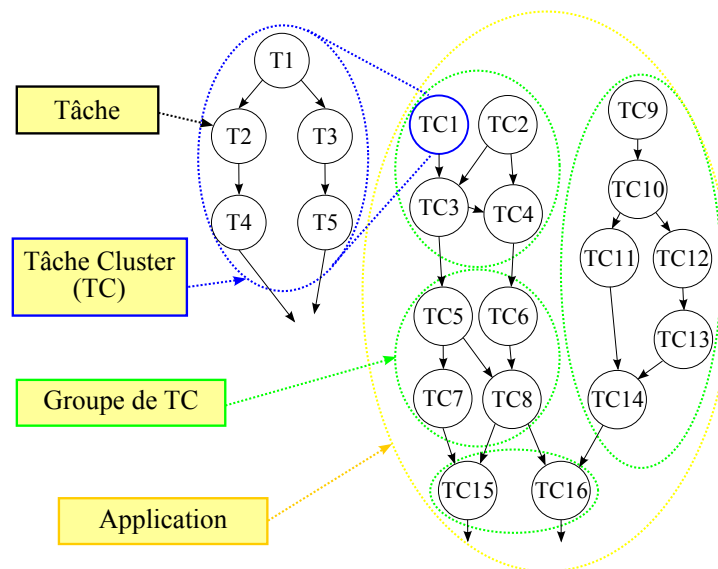 T1
Tâche
T2
T3
TC1
TC2
TC9
TC10
T4
T5
TC3
TC4
TC11
TC12
Tâche Cluster
(TC)
TC5
TC6
TC13
Groupe de TC
TC7
TC8
TC14
TC15
TC16
Application